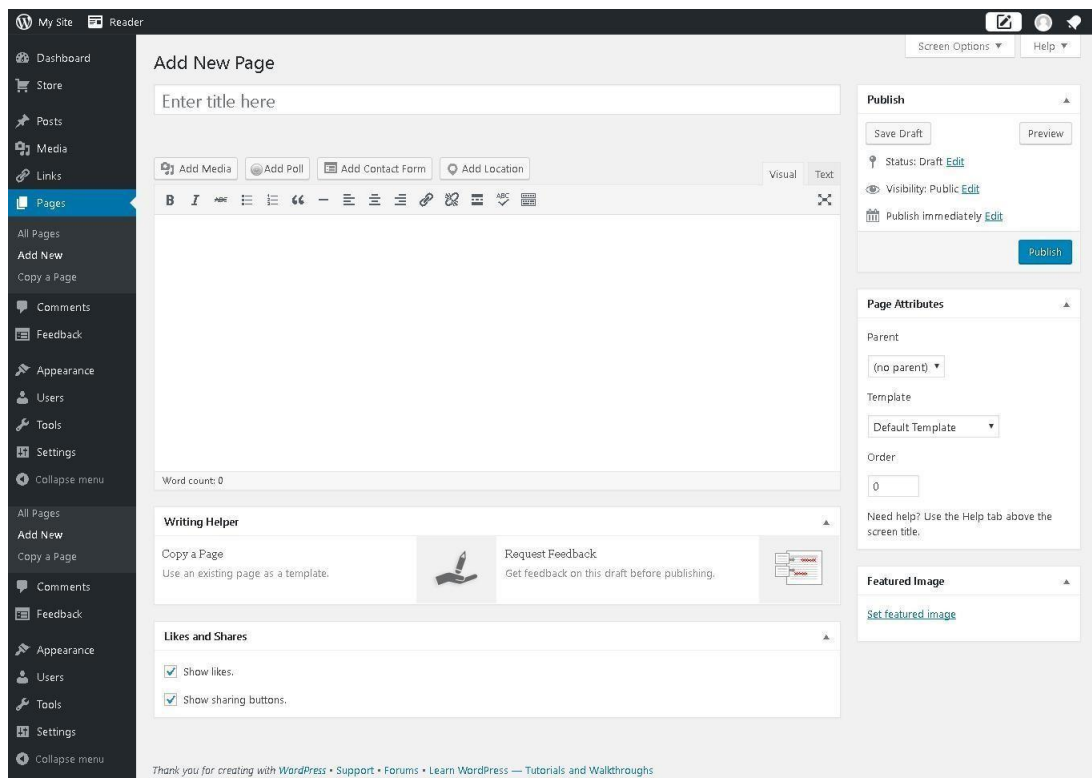 My Site Reader
Dashboard
Store
Posts
Media
Links
Pages
All Pages
Add New
Copy a Page
Comments
Feedback
Appearance
Users
Tools
Settings
Collapse menu
All Pages
Add New
Copy a Page
Comments
Feedback
Appearance
Users
Tools
Settings
Collapse menu
Screen Options Help
Add New Page
Enter title here
Add Media Add Poll Add Contact Form Add Location Visual Text
B I ABC ABC
Word count: 0
Writing Helper
Copy a Page
Use an existing page as a template.
Request Feedback
Get feedback on this draft before publishing.
Likes and Shares
Show likes.
Show sharing buttons.
Publish
Save Draft Preview
Status: Draft Edit
Visibility: Public Edit
Publish immediately Edit
Publish
Page Attributes
Parent
(no parent)
Template
Default Template
Order
0
Need help? Use the Help tab above the
screen title.
Featured Image
Set featured image
Thank you for creating with WordPress • Support • Forums • Learn WordPress — Tutorials and Walkthroughs